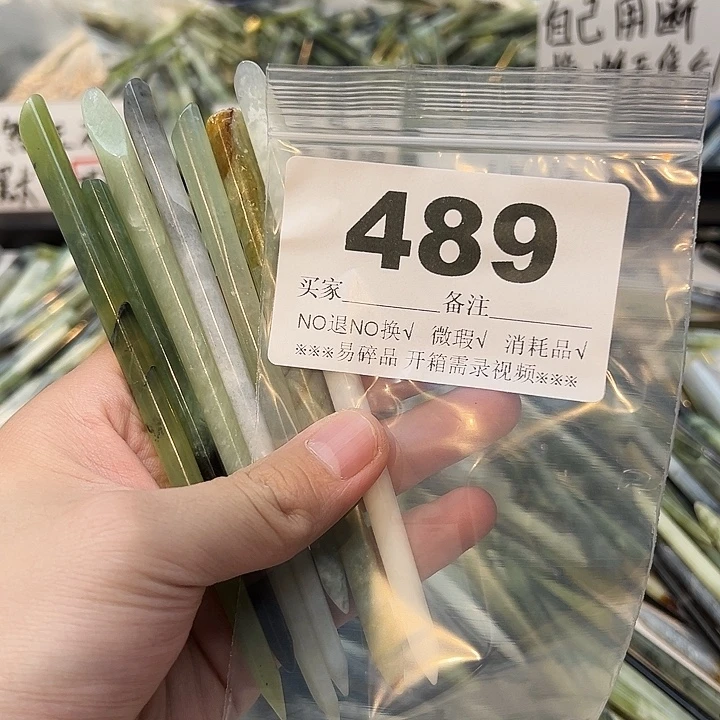 自己用断
489
买家________ 备注________
NO退NO换√ 微瑕√ 消耗品√
※※※易碎品 开箱需录视频※※※